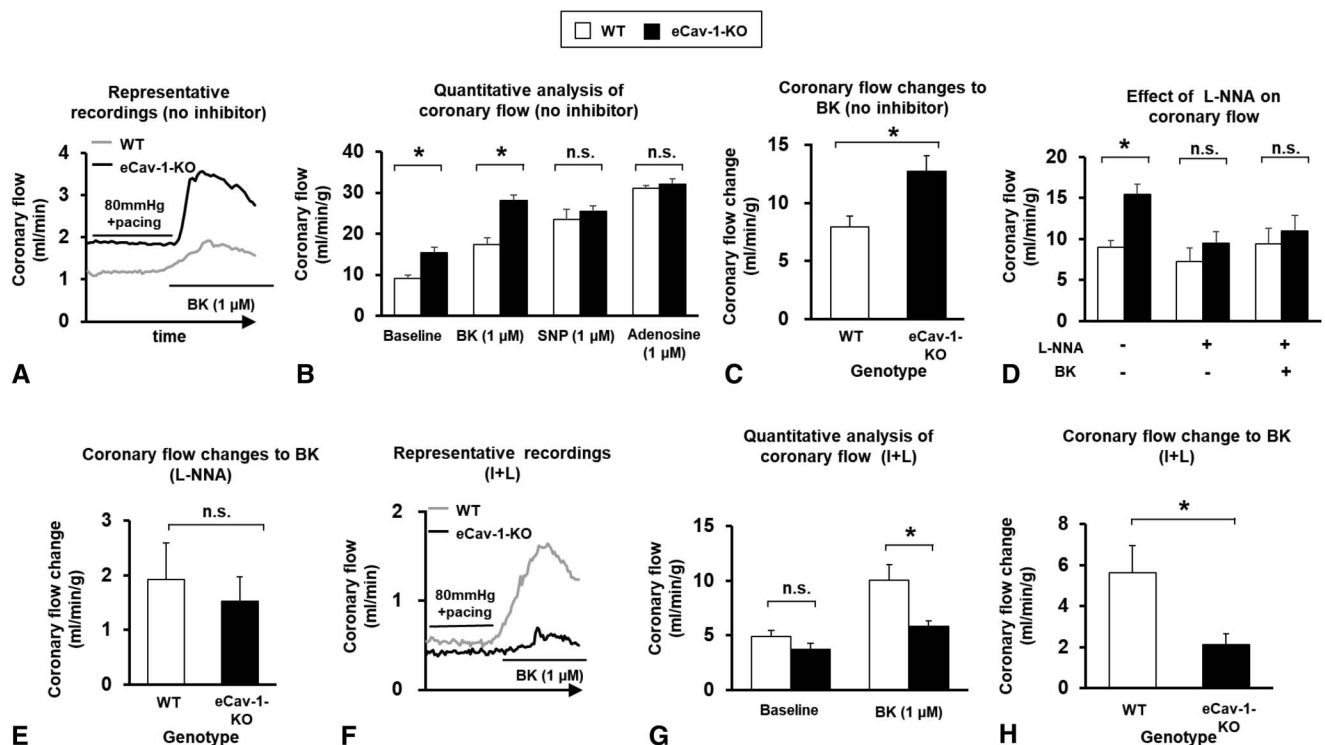 WT eCav-1-KO
Representative
recordings (no inhibitor)
WT
eCav-1-KO
80mmHg
+pacing
Coronary flow
(ml/min)
4
3
2
1
0
BK (1 µM)
time
A
Quantitative analysis of
coronary flow (no inhibitor)
Coronary flow
(ml/min/g)
40
30
20
10
0
* * n.s. n.s.
Baseline BK (1 µM) SNP (1 µM) Adenosine
(1 µM)
B
Coronary flow changes to
BK (no inhibitor)
Coronary flow change
(ml/min/g)
15
10
5
0
*
WT eCav-1-
KO
Genotype
C
Effect of L-NNA on
coronary flow
Coronary flow
(ml/min/g)
20
15
10
5
0
* n.s. n.s.
L-NNA - + +
BK - - +
D
Coronary flow changes to BK
(L-NNA)
Coronary flow change
(ml/min/g)
3
2
1
0
n.s.
WT eCav-1-
KO
Genotype
E
Representative recordings
(I+L)
WT
eCav-1-KO
Coronary flow
(ml/min)
2
1
0
80mmHg
+pacing
BK (1 µM)
F
Quantitative analysis of
coronary flow (I+L)
Coronary flow
(ml/min/g)
15
10
5
0
n.s. *
Baseline BK (1 µM)
G
Coronary flow change to BK
(I+L)
Coronary flow change
(ml/min/g)
8
6
4
2
0
*
WT eCav-1-
KO
Genotype
H